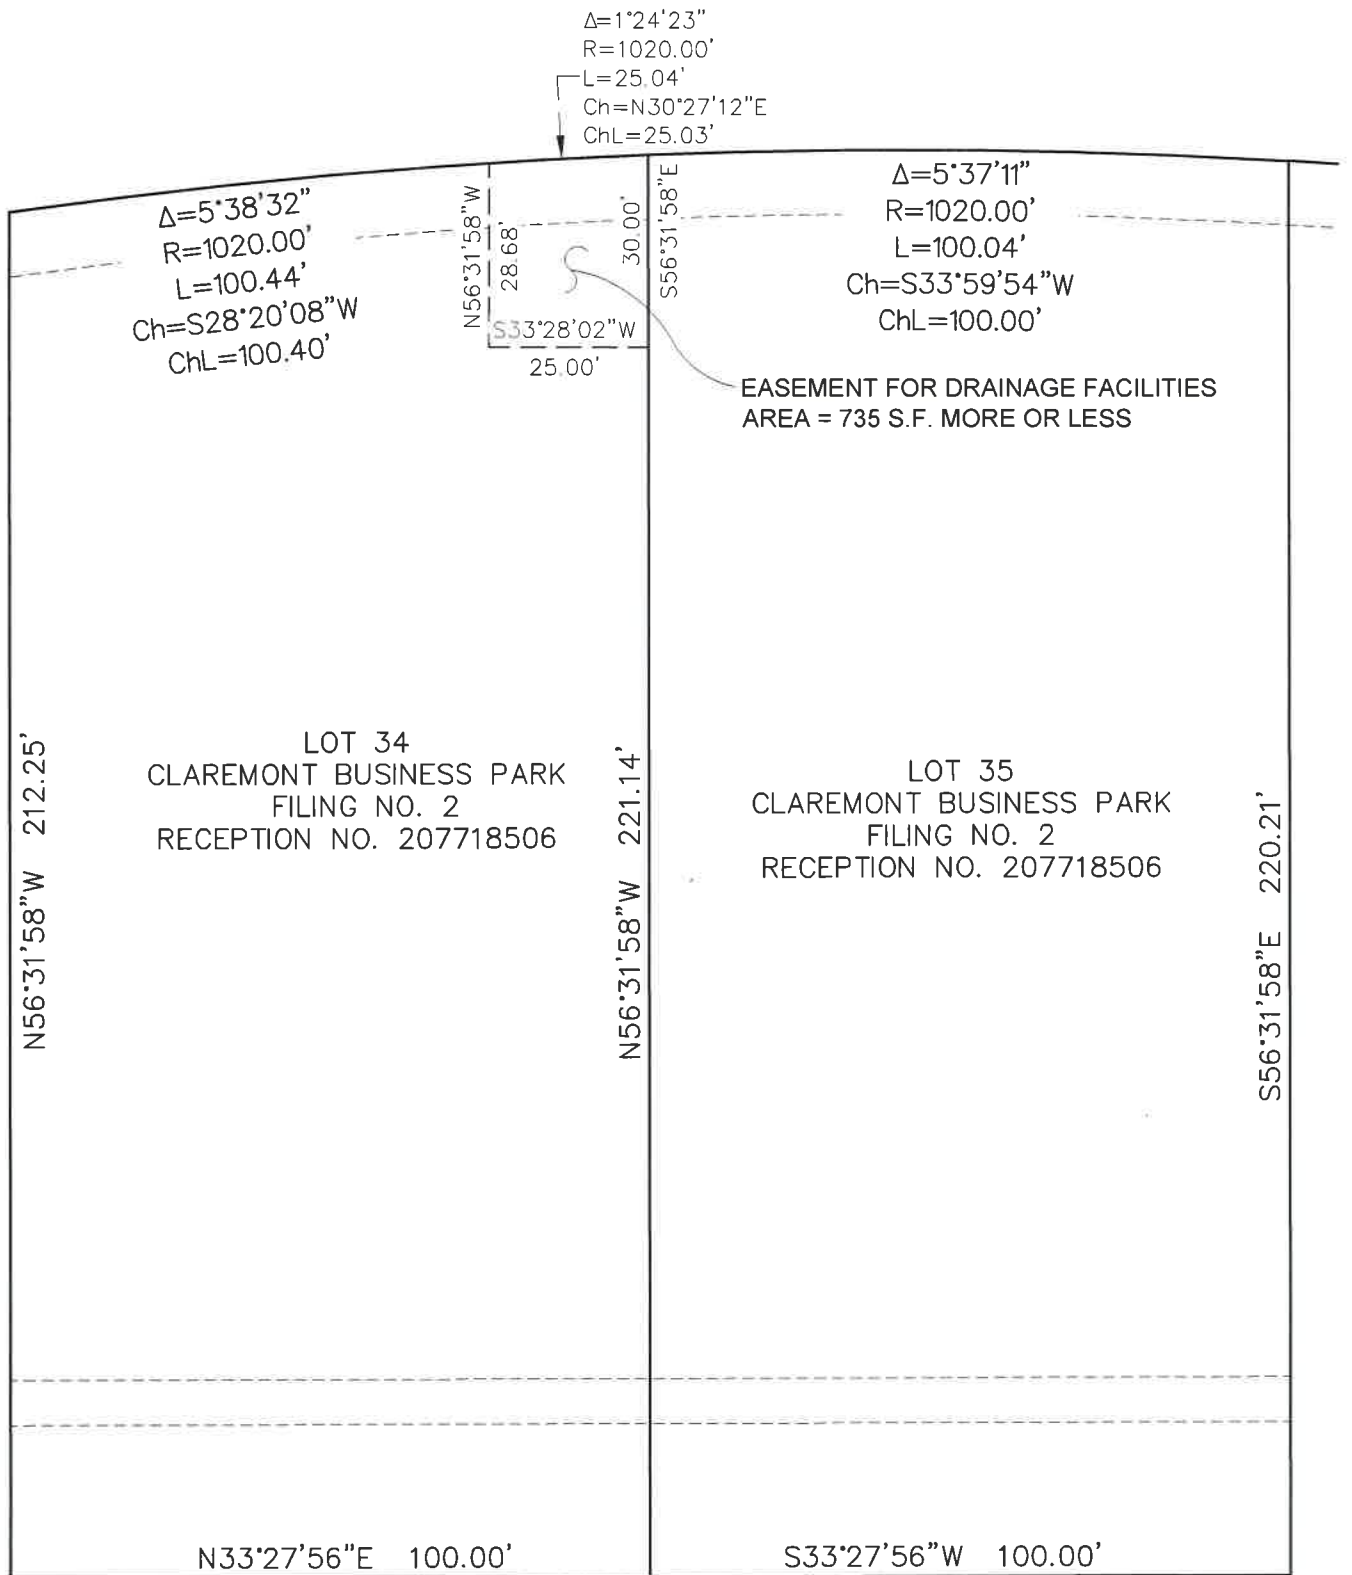 Δ=1°24'23"
R=1020.00'
L=25.04'
Ch=N30°27'12"E
ChL=25.03'
Δ=5°38'32"
R=1020.00'
L=100.44'
Ch=S28°20'08"W
ChL=100.40'
N56°31'58"W
28.68'
30.00'
S56°31'58"E
S33°28'02"W
25.00'
Δ=5°37'11"
R=1020.00'
L=100.04'
Ch=S33°59'54"W
ChL=100.00'
EASEMENT FOR DRAINAGE FACILITIES
AREA = 735 S.F. MORE OR LESS
N56°31'58"W 212.25'
LOT 34
CLAREMONT BUSINESS PARK
FILING NO. 2
RECEPTION NO. 207718506
N56°31'58"W 221.14'
LOT 35
CLAREMONT BUSINESS PARK
FILING NO. 2
RECEPTION NO. 207718506
S56°31'58"E 220.21'
N33°27'56"E 100.00'
S33°27'56"W 100.00'